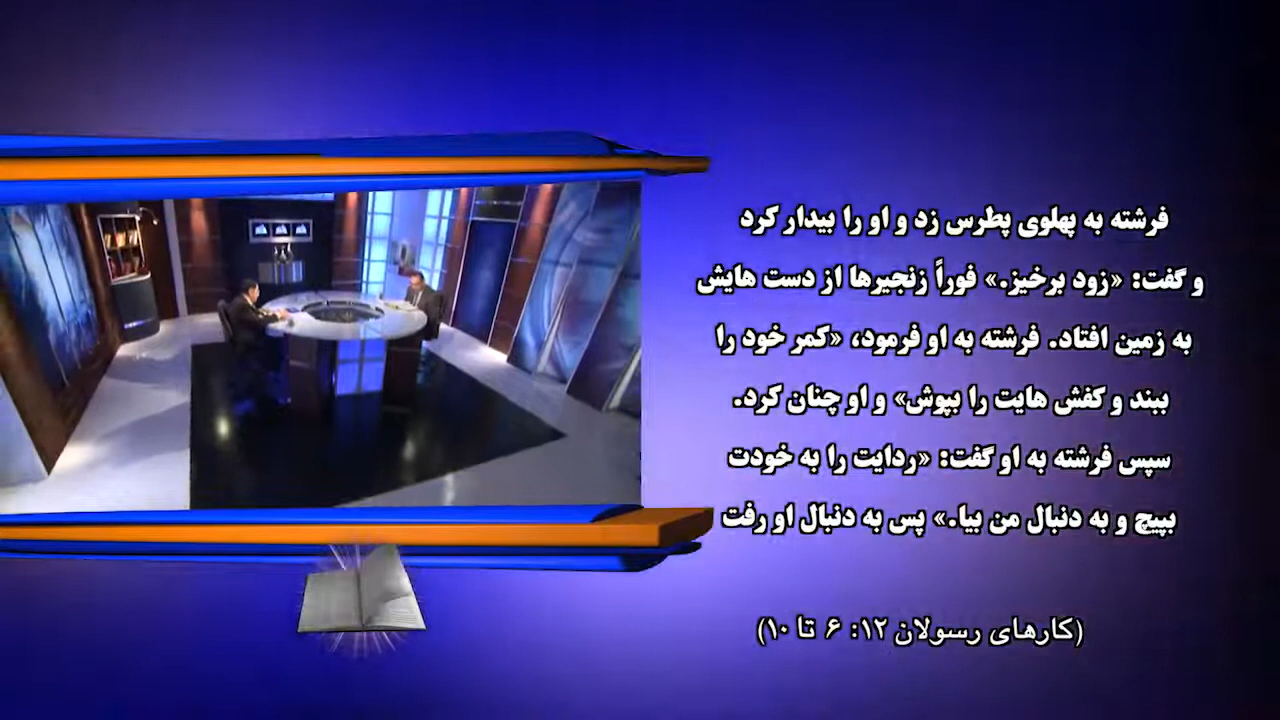 فرشته به پهلوی پطرس زد و او را بیدار کرد
و گفت: «زود برخیز.» فوراً زنجیرها از دست هایش
به زمین افتاد. فرشته به او فرمود، «کمر خود را
ببند و کفش هایت را بپوش» و او چنان کرد.
سپس فرشته به او گفت: «ردایت را به خودت
بپیچ و به دنبال من بیا.» پس به دنبال او رفت
(کارهای رسولان ۱۲: ۶ تا ۱۰)